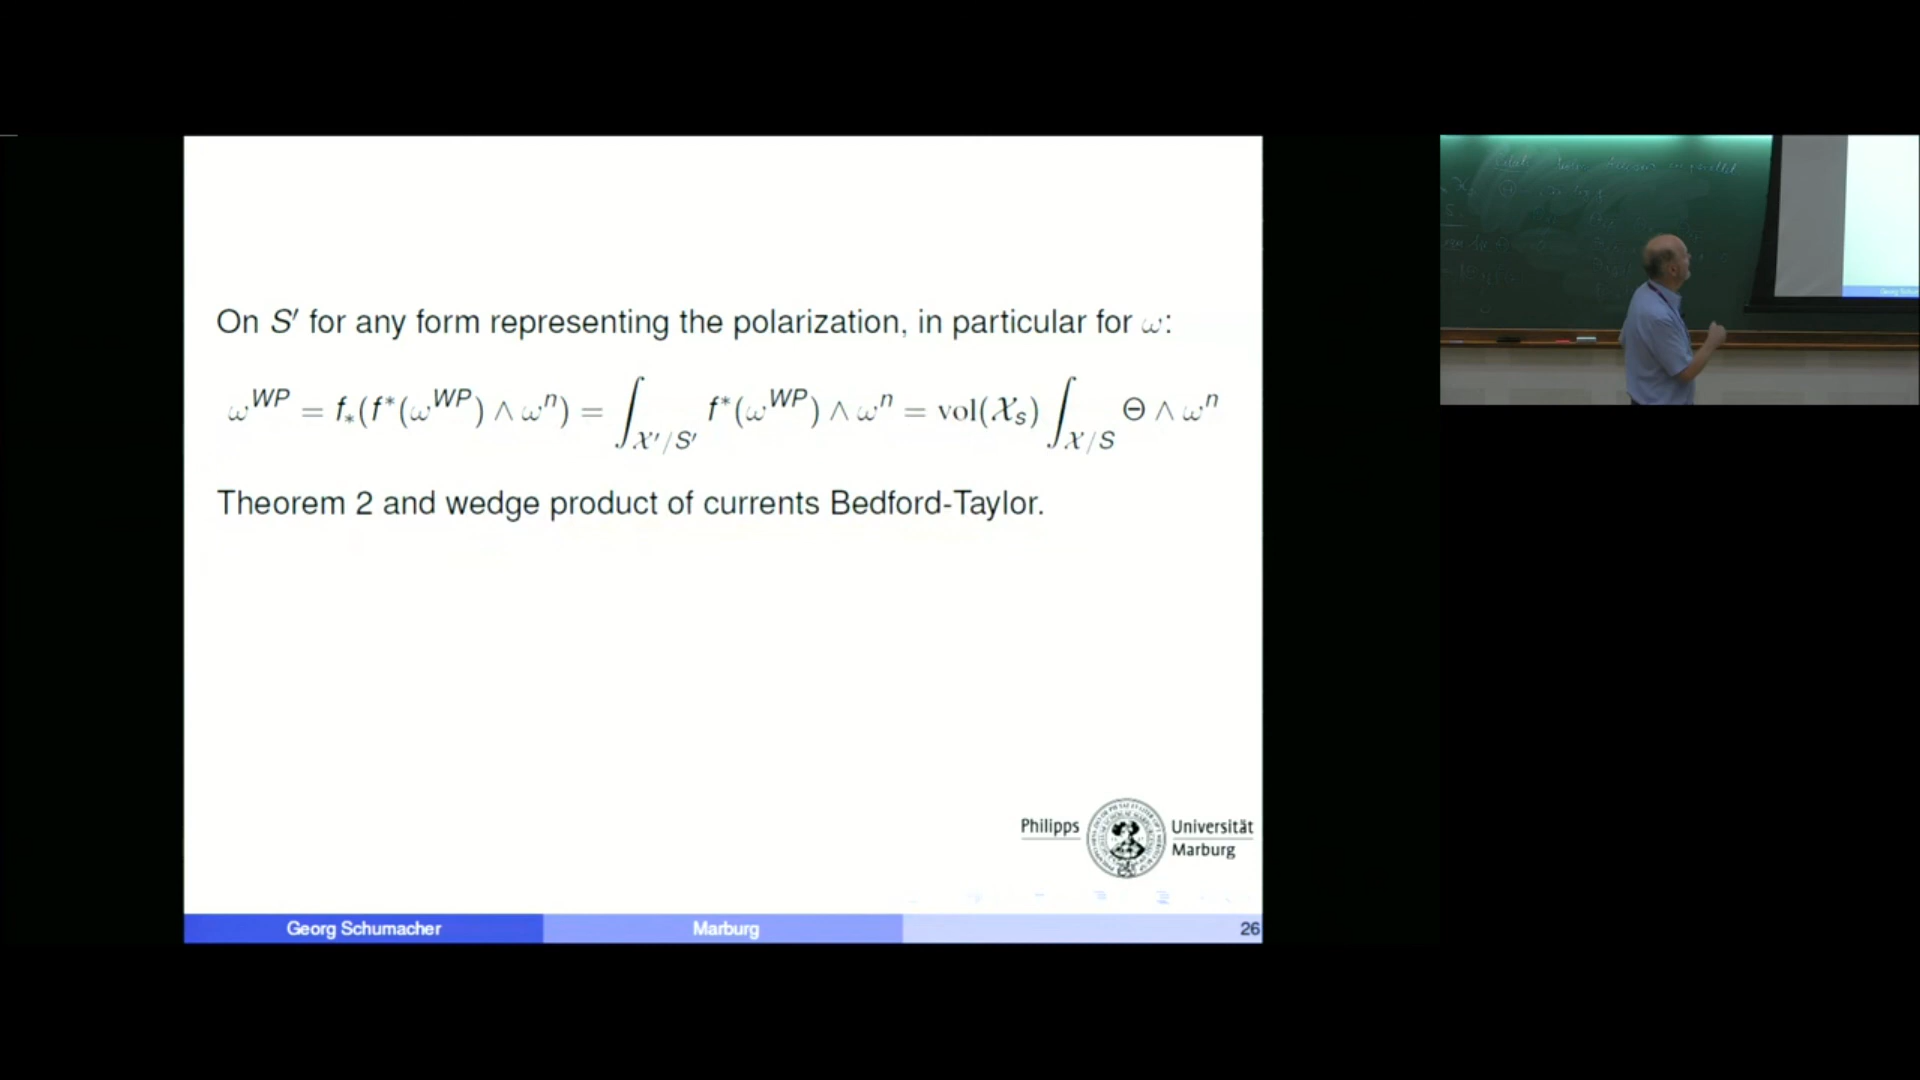 On S′ for any form representing the polarization, in particular for ω:
ω^{WP} = f_*(f^*(ω^{WP}) ∧ ω^n) = ∫_{𝒳′/S′} f^*(ω^{WP}) ∧ ω^n = vol(𝒳_s) ∫_{𝒳/S} Θ ∧ ω^n
Theorem 2 and wedge product of currents Bedford-Taylor.
Philipps Universität
Marburg
Georg Schumacher Marburg 26